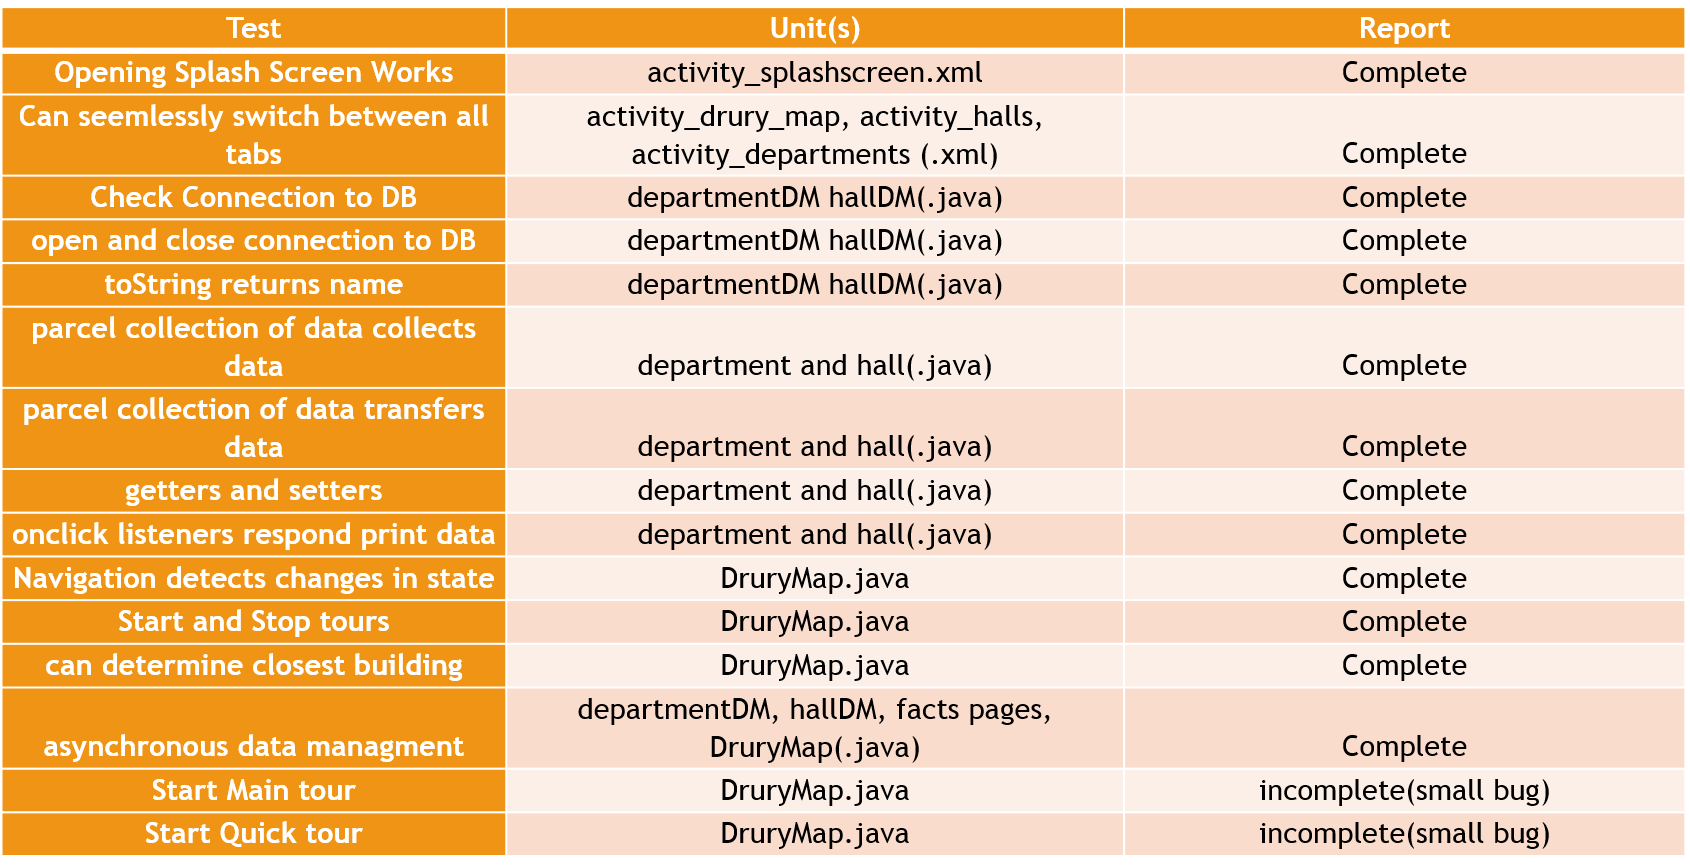 Test Unit(s) Report
Opening Splash Screen Works activity_splashscreen.xml Complete
Can seemlessly switch between all activity_drury_map, activity_halls,
tabs activity_departments (.xml) Complete
Check Connection to DB departmentDM hallDM(.java) Complete
open and close connection to DB departmentDM hallDM(.java) Complete
toString returns name departmentDM hallDM(.java) Complete
parcel collection of data collects
data department and hall(.java) Complete
parcel collection of data transfers
data department and hall(.java) Complete
getters and setters department and hall(.java) Complete
onclick listeners respond print data department and hall(.java) Complete
Navigation detects changes in state DruryMap.java Complete
Start and Stop tours DruryMap.java Complete
can determine closest building DruryMap.java Complete
departmentDM, hallDM, facts pages,
asynchronous data managment DruryMap(.java) Complete
Start Main tour DruryMap.java incomplete(small bug)
Start Quick tour DruryMap.java incomplete(small bug)